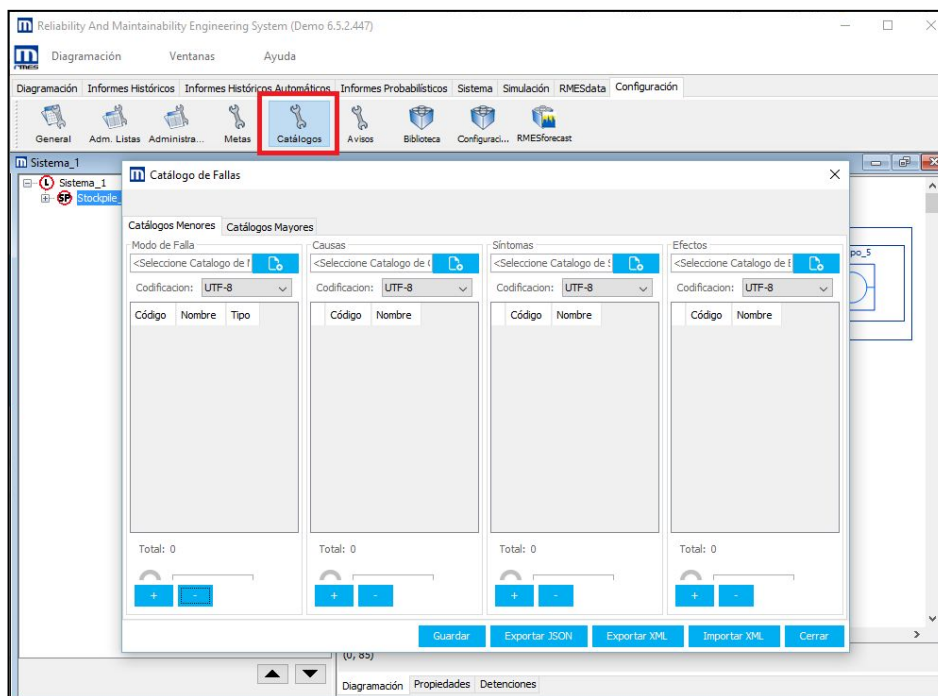 Reliability And Maintainability Engineering System (Demo 6.5.2.447)
rmes
Diagramación Ventanas Ayuda
Diagramación Informes Históricos Informes Históricos Automáticos Informes Probabilísticos Sistema Simulación RMESdata Configuración
General Adm. Listas Administra... Metas Catálogos Avisos Biblioteca Configuraci... RMESforecast
Sistema_1
L Sistema_1
SP Stockpile_
po_5
Catálogo de Fallas
Catálogos Menores Catálogos Mayores
Modo de Falla Causas Síntomas Efectos
<Seleccione Catalogo de <Seleccione Catalogo de <Seleccione Catalogo de <Seleccione Catalogo de
Codificacion: UTF-8 Codificacion: UTF-8 Codificacion: UTF-8 Codificacion: UTF-8
Código Nombre Tipo Código Nombre Código Nombre Código Nombre
Total: 0 Total: 0 Total: 0 Total: 0
+ - + - + - + -
Guardar Exportar JSON Exportar XML Importar XML Cerrar
(0, 85)
Diagramación Propiedades Detenciones